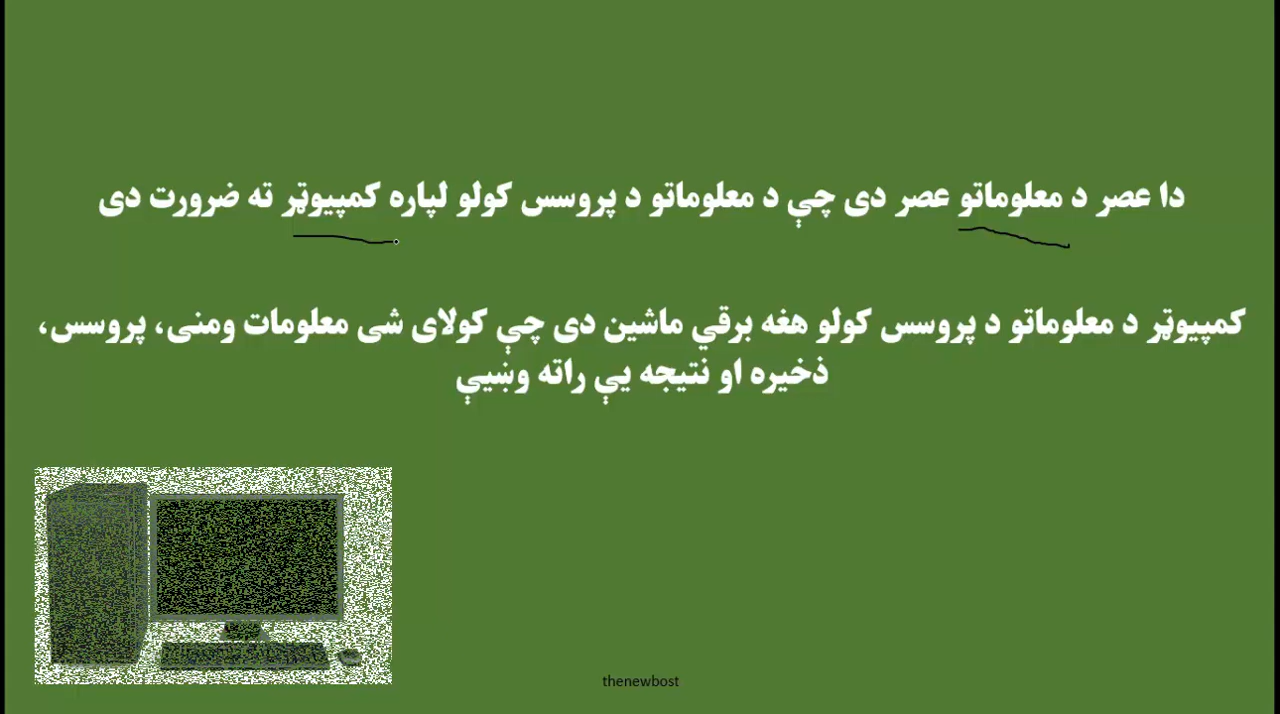 دا عصر د معلوماتو عصر دی چې د معلوماتو د پروسس کولو لپاره کمپیوټر ته ضرورت دی
کمپیوټر د معلوماتو د پروسس کولو هغه برقي ماشین دی چې کولای شی معلومات ومنی، پروسس،
ذخیره او نتیجه یې راته وښیې
thenewbost